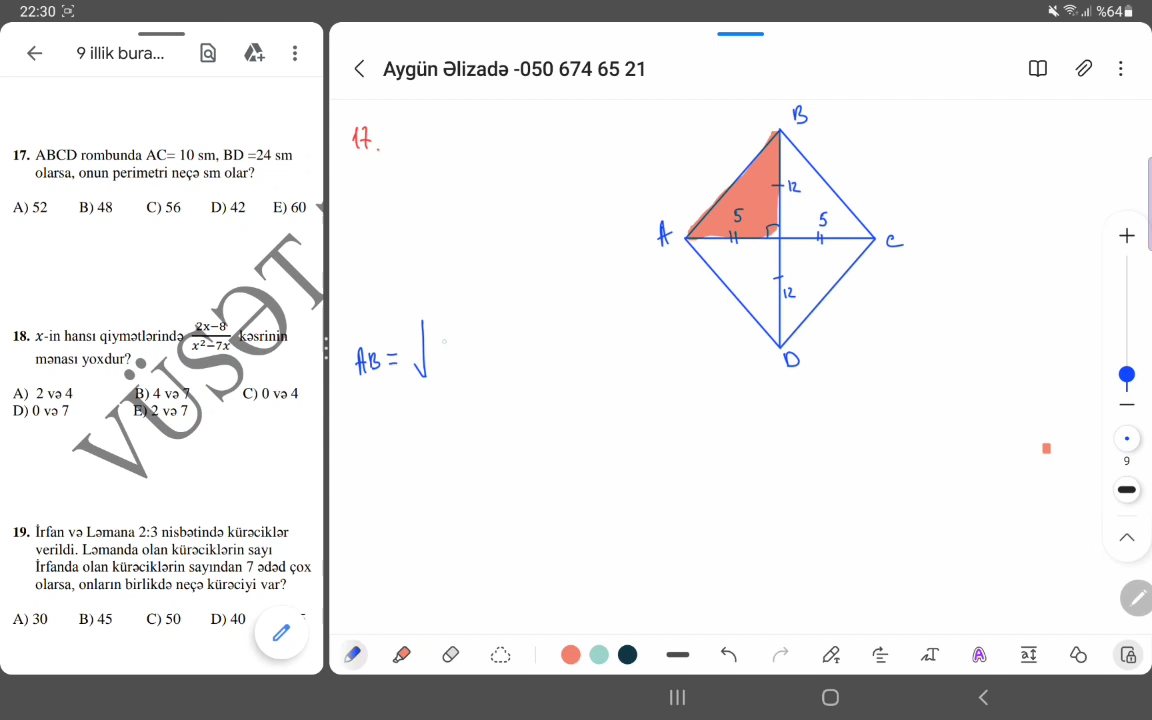 22:30
%64
9 illik bura...
17. ABCD rombunda AC= 10 sm, BD =24 sm
olarsa, onun perimetri neçə sm olar?
A) 52 B) 48 C) 56 D) 42 E) 60
18. x-in hansı qiymətlərində 2x−8/x²−7x kəsrinin
mənası yoxdur?
A) 2 və 4 B) 4 və 7 C) 0 və 4
D) 0 və 7 E) 2 və 7
19. İrfan və Ləmana 2:3 nisbətində kürəciklər
verildi. Ləmanda olan kürəciklərin sayı
İrfanda olan kürəciklərin sayından 7 ədəd çox
olarsa, onların birlikdə neçə kürəciyi var?
A) 30 B) 45 C) 50 D) 40
VÜSƏT
Aygün Əlizadə -050 674 65 21
17.
B
12
5 5
A C
12
D
AB = √
9